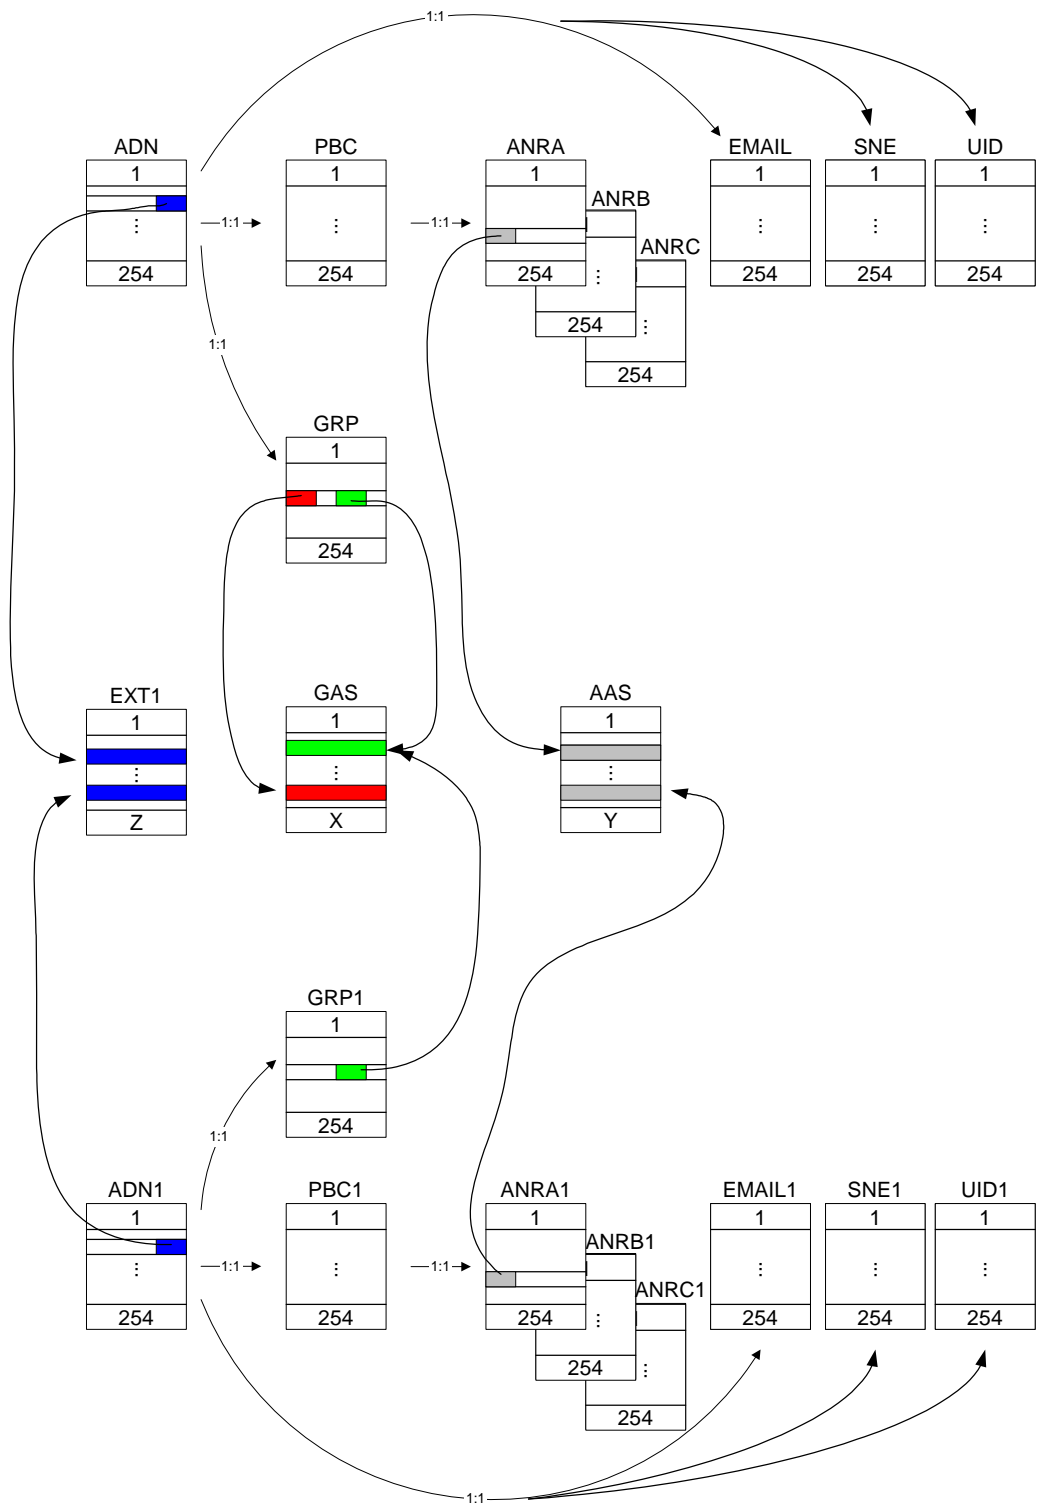 1:1
ADN PBC ANRA EMAIL SNE UID
1 1 1 1 1 1
ANRB
⋮ 1:1 ⋮ 1:1 ⋮ ⋮ ⋮
ANRC
254 254 254 ⋮ 254 254 254
254 ⋮
1:1
254
GRP
1
254
EXT1 GAS AAS
1 1 1
⋮ ⋮ ⋮
Z X Y
GRP1
1
254
1:1
ADN1 PBC1 ANRA1 EMAIL1 SNE1 UID1
1 1 1 1 1 1
ANRB1
⋮ 1:1 ⋮ 1:1 ⋮ ⋮ ⋮
ANRC1
254 254 254 ⋮ 254 254 254
254 ⋮
254
1:1